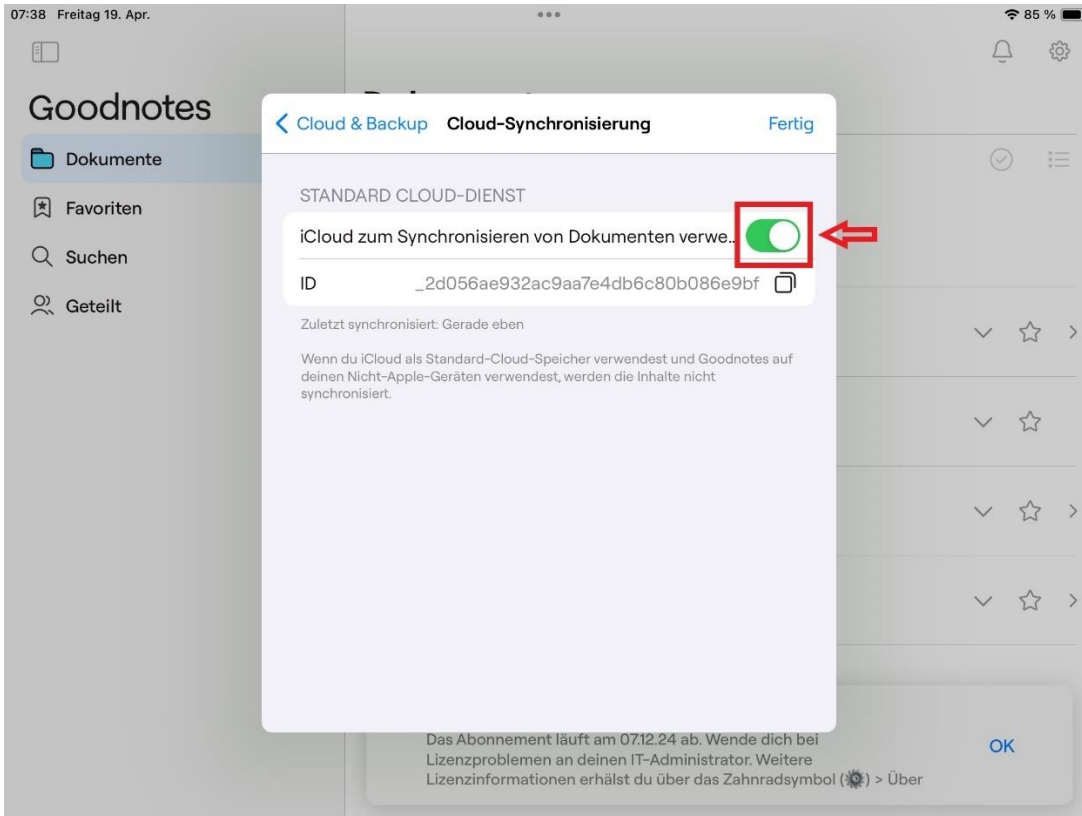 07:38 Freitag 19. Apr.
85 %
Goodnotes
Dokumente
Favoriten
Suchen
Geteilt
Cloud & Backup Cloud-Synchronisierung Fertig
STANDARD CLOUD-DIENST
iCloud zum Synchronisieren von Dokumenten verwe...
ID _2d056ae932ac9aa7e4db6c80b086e9bf
Zuletzt synchronisiert: Gerade eben
Wenn du iCloud als Standard-Cloud-Speicher verwendest und Goodnotes auf
deinen Nicht-Apple-Geräten verwendest, werden die Inhalte nicht
synchronisiert.
Das Abonnement läuft am 07.12.24 ab. Wende dich bei
Lizenzproblemen an deinen IT-Administrator. Weitere
Lizenzinformationen erhälst du über das Zahnradsymbol (⚙) > Über
OK